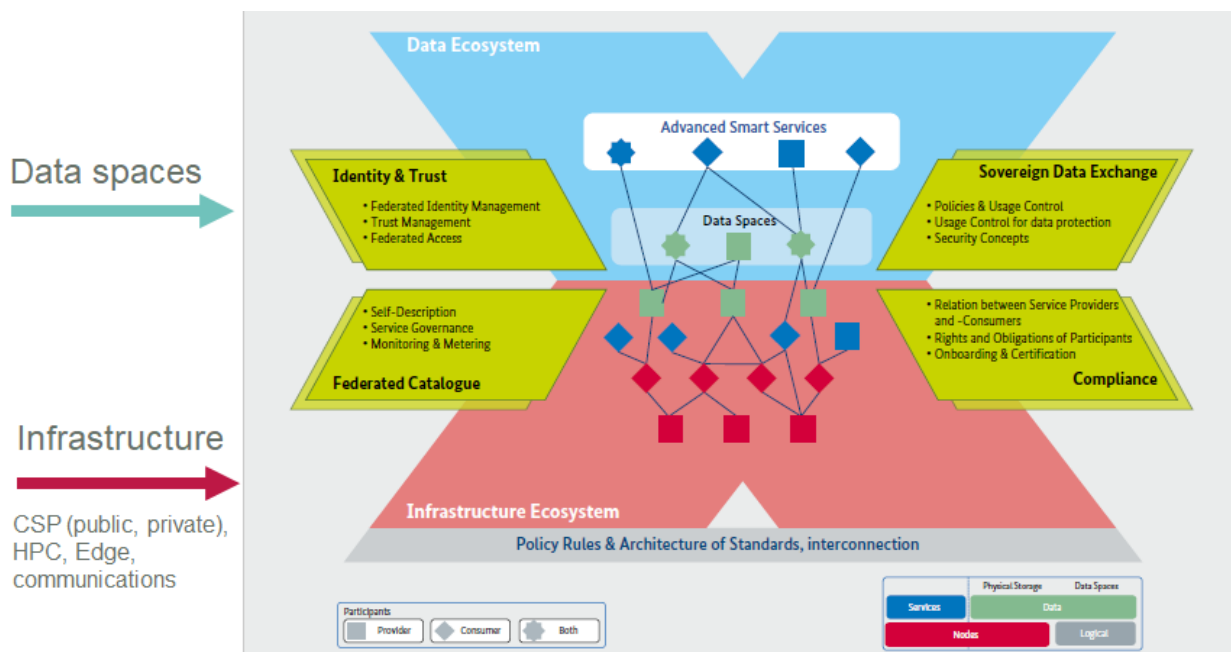 Data Ecosystem
Advanced Smart Services
Data spaces
Identity & Trust
• Federated Identity Management
• Trust Management
• Federated Access
Data Spaces
Sovereign Data Exchange
• Policies & Usage Control
• Usage Control for data protection
• Security Concepts
• Self-Description
• Service Governance
• Monitoring & Metering
Federated Catalogue
• Relation between Service Providers
and -Consumers
• Rights and Obligations of Participants
• Onboarding & Certification
Compliance
Infrastructure
CSP (public, private),
HPC, Edge,
communications
Infrastructure Ecosystem
Policy Rules & Architecture of Standards, interconnection
Participants
Provider
Consumer
Both
Physical Storage
Data Spaces
Services
Data
Nodes
Logical